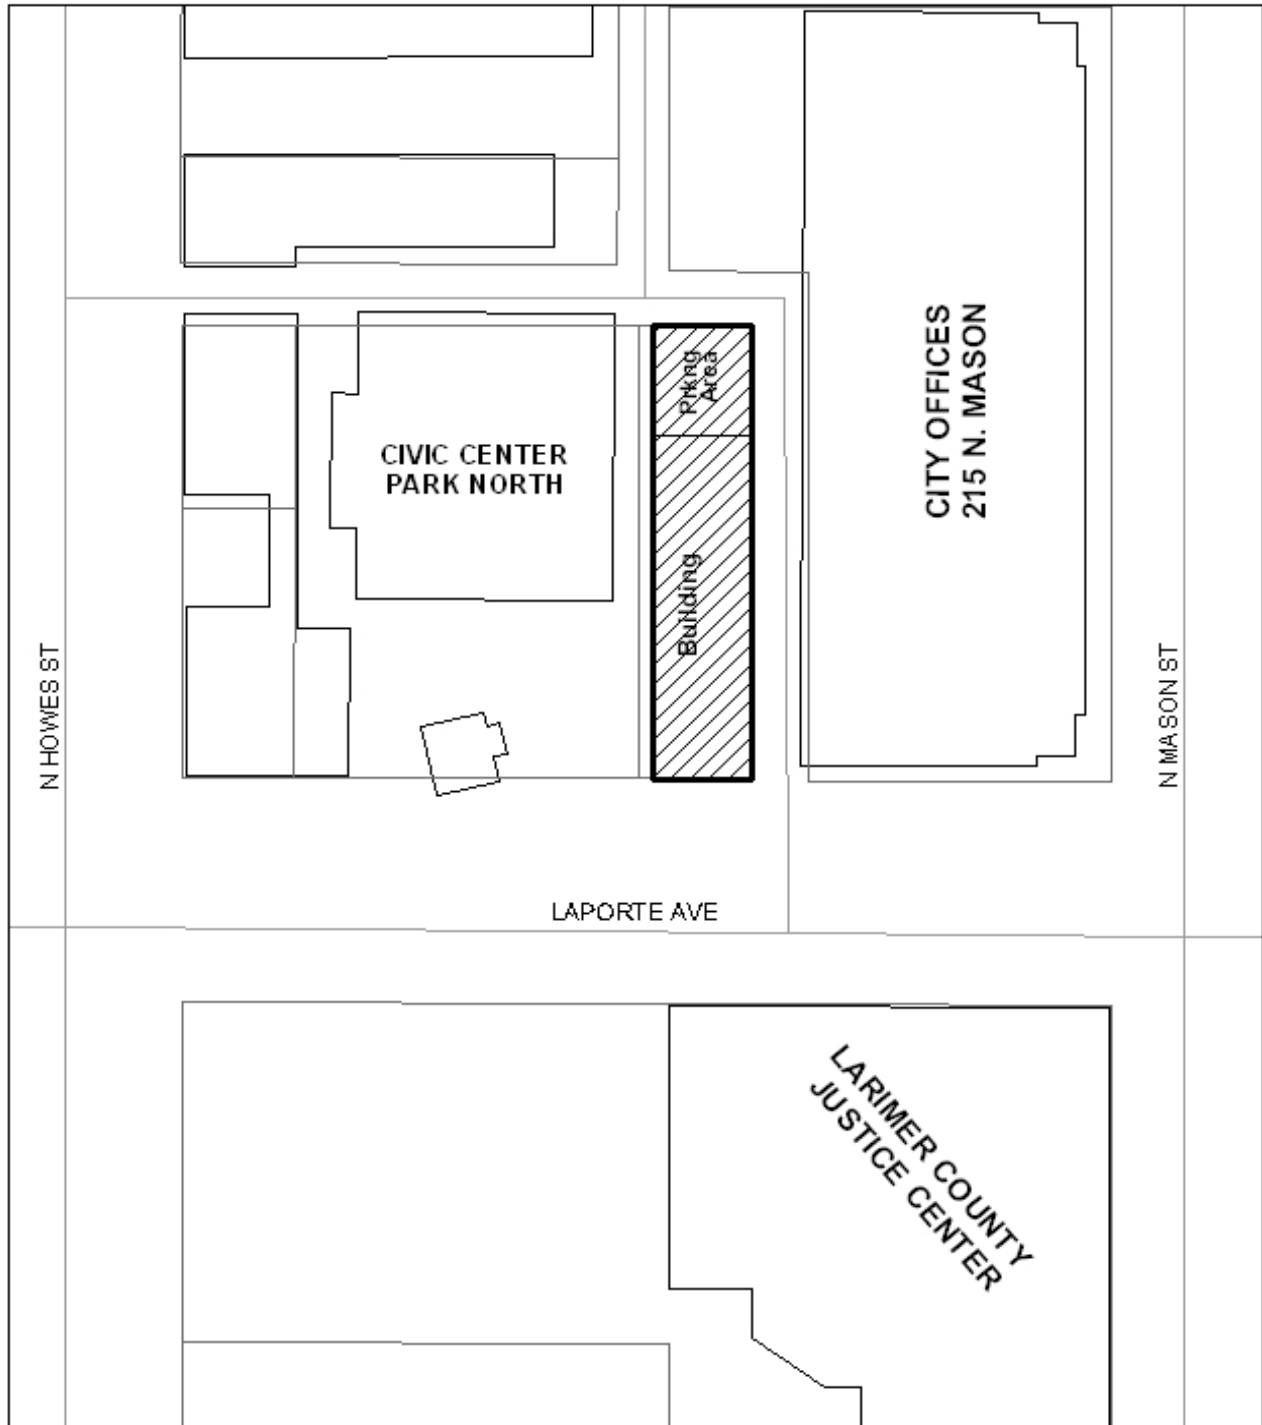 Prkng
Area
CITY OFFICES
215 N. MASON
CIVIC CENTER
PARK NORTH
Building
N HOWES ST
N MASON ST
LAPORTE AVE
LARIMER COUNTY
JUSTICE CENTER